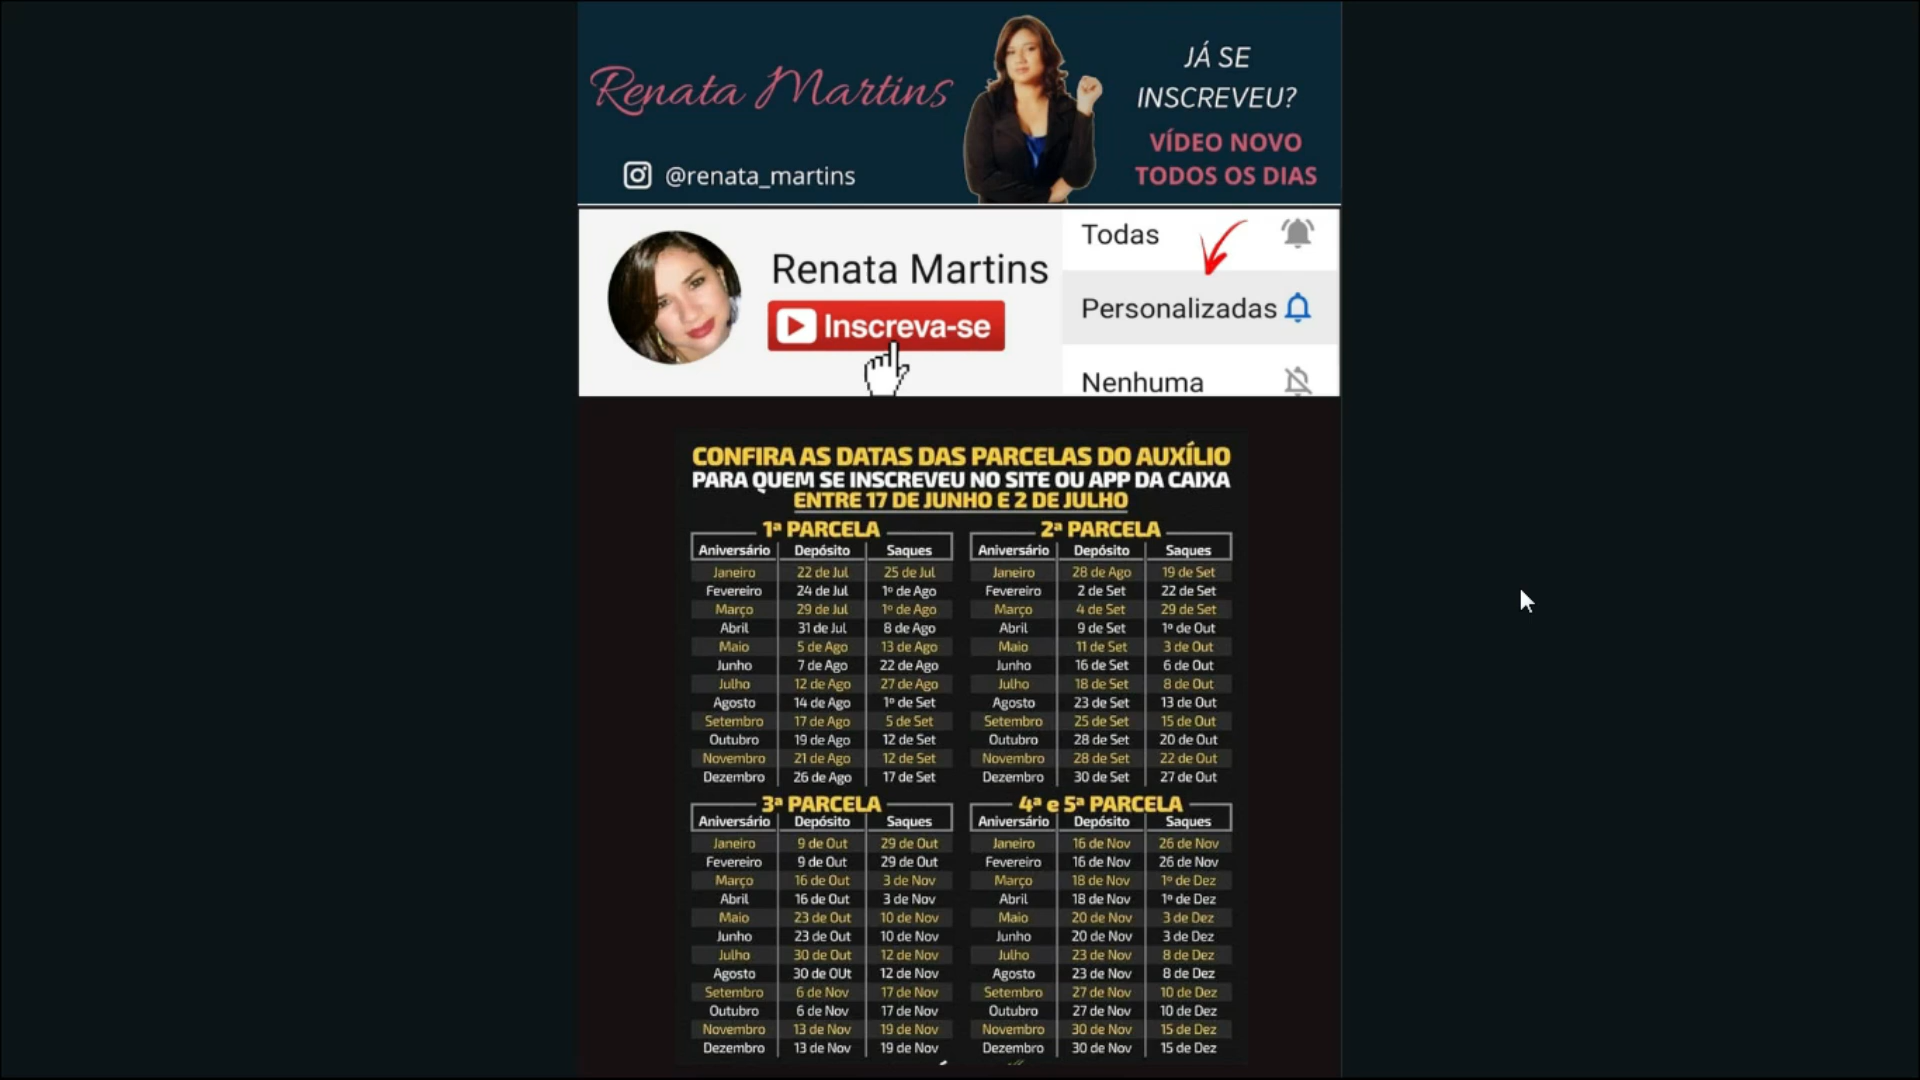 Renata Martins
@renata_martins
JÁ SE
INSCREVEU?
VÍDEO NOVO
TODOS OS DIAS
Renata Martins
Inscreva-se
Todas
Personalizadas
Nenhuma
CONFIRA AS DATAS DAS PARCELAS DO AUXÍLIO
PARA QUEM SE INSCREVEU NO SITE OU APP DA CAIXA
ENTRE 17 DE JUNHO E 2 DE JULHO
1ª PARCELA
Aniversário Depósito Saques
Janeiro 22 de Jul 25 de Jul
Fevereiro 24 de Jul 1º de Ago
Março 29 de Jul 1º de Ago
Abril 31 de Jul 8 de Ago
Maio 5 de Ago 13 de Ago
Junho 7 de Ago 22 de Ago
Julho 12 de Ago 27 de Ago
Agosto 14 de Ago 1º de Set
Setembro 17 de Ago 5 de Set
Outubro 19 de Ago 12 de Set
Novembro 21 de Ago 12 de Set
Dezembro 26 de Ago 17 de Set
2ª PARCELA
Aniversário Depósito Saques
Janeiro 28 de Ago 19 de Set
Fevereiro 2 de Set 22 de Set
Março 4 de Set 29 de Set
Abril 9 de Set 1º de Out
Maio 11 de Set 3 de Out
Junho 16 de Set 6 de Out
Julho 18 de Set 8 de Out
Agosto 23 de Set 13 de Out
Setembro 25 de Set 15 de Out
Outubro 28 de Set 20 de Out
Novembro 28 de Set 22 de Out
Dezembro 30 de Set 27 de Out
3ª PARCELA
Aniversário Depósito Saques
Janeiro 9 de Out 29 de Out
Fevereiro 9 de Out 29 de Out
Março 16 de Out 3 de Nov
Abril 16 de Out 3 de Nov
Maio 23 de Out 10 de Nov
Junho 23 de Out 10 de Nov
Julho 30 de Out 12 de Nov
Agosto 30 de OUt 12 de Nov
Setembro 6 de Nov 17 de Nov
Outubro 6 de Nov 17 de Nov
Novembro 13 de Nov 19 de Nov
Dezembro 13 de Nov 19 de Nov
4ª e 5ª PARCELA
Aniversário Depósito Saques
Janeiro 16 de Nov 26 de Nov
Fevereiro 16 de Nov 26 de Nov
Março 18 de Nov 1º de Dez
Abril 18 de Nov 1º de Dez
Maio 20 de Nov 3 de Dez
Junho 20 de Nov 3 de Dez
Julho 23 de Nov 8 de Dez
Agosto 23 de Nov 8 de Dez
Setembro 27 de Nov 10 de Dez
Outubro 27 de Nov 10 de Dez
Novembro 30 de Nov 15 de Dez
Dezembro 30 de Nov 15 de Dez